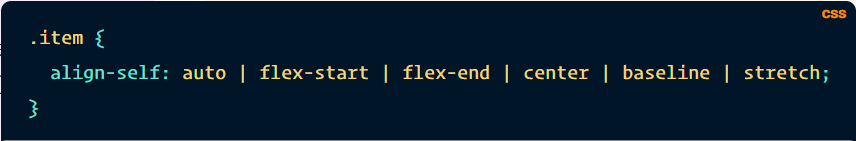 css
.item {
align-self: auto | flex-start | flex-end | center | baseline | stretch;
}